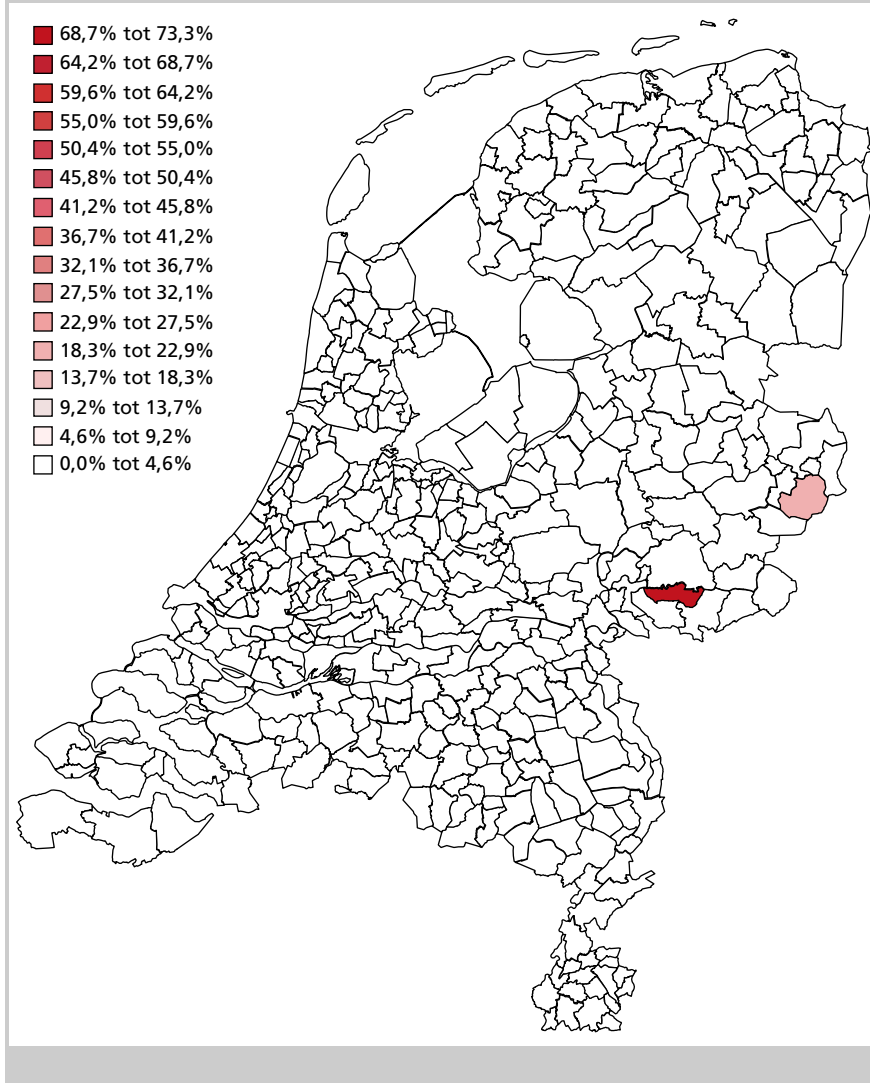 68,7% tot 73,3%
64,2% tot 68,7%
59,6% tot 64,2%
55,0% tot 59,6%
50,4% tot 55,0%
45,8% tot 50,4%
41,2% tot 45,8%
36,7% tot 41,2%
32,1% tot 36,7%
27,5% tot 32,1%
22,9% tot 27,5%
18,3% tot 22,9%
13,7% tot 18,3%
9,2% tot 13,7%
4,6% tot 9,2%
0,0% tot 4,6%